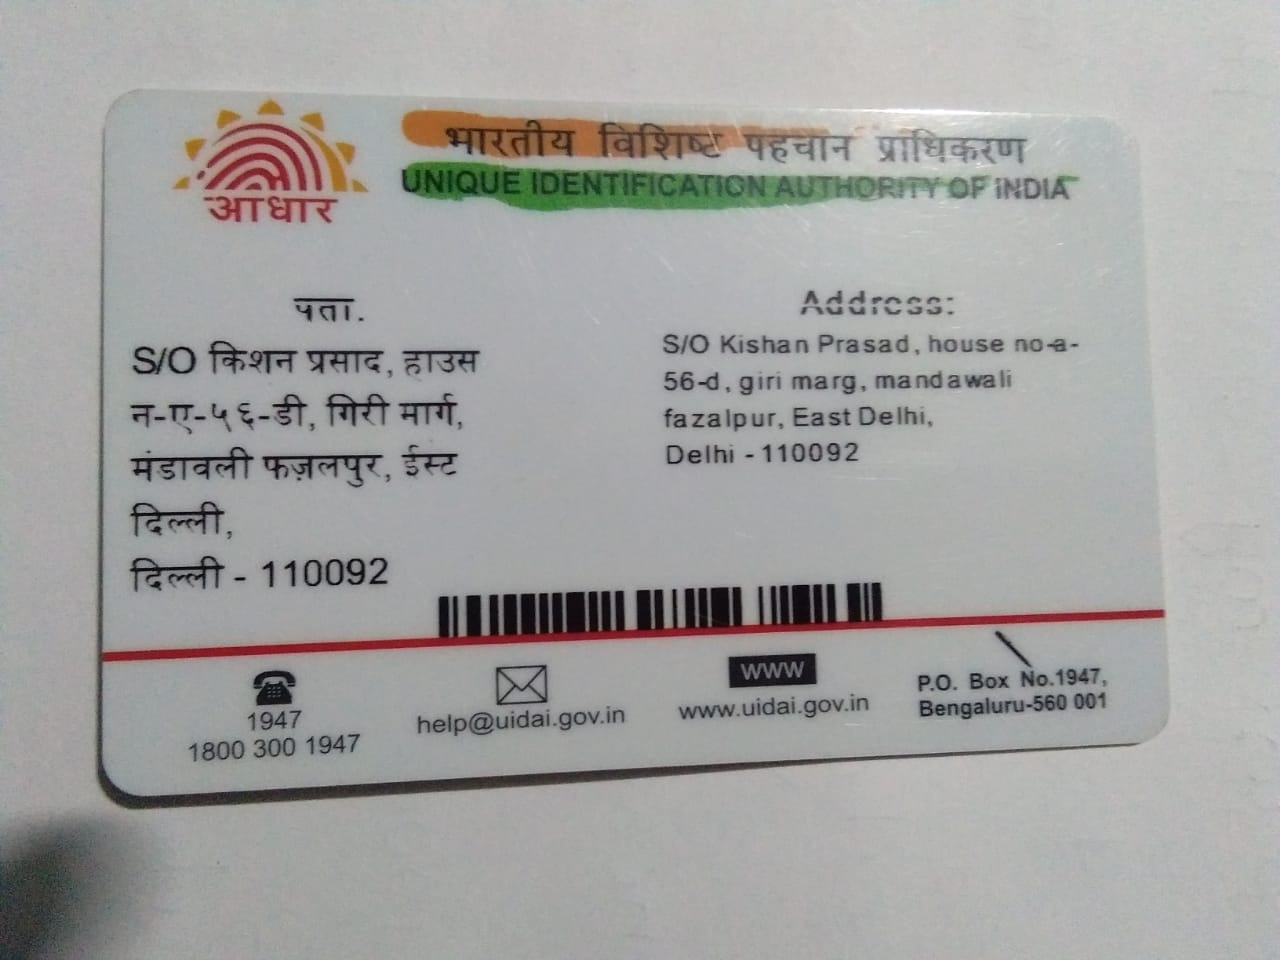 आधार
भारतीय विशिष्ट पहचान प्राधिकरण
UNIQUE IDENTIFICATION AUTHORITY OF INDIA
पता.
S/O किशन प्रसाद, हाउस
न-ए-५६-डी, गिरी मार्ग,
मंडावली फज़लपुर, ईस्ट
दिल्ली,
दिल्ली - 110092
Address:
S/O Kishan Prasad, house no-a-
56-d, giri marg, mandawali
fazalpur, East Delhi,
Delhi - 110092
1947
1800 300 1947
help@uidai.gov.in
www
www.uidai.gov.in
P.O. Box No.1947,
Bengaluru-560 001